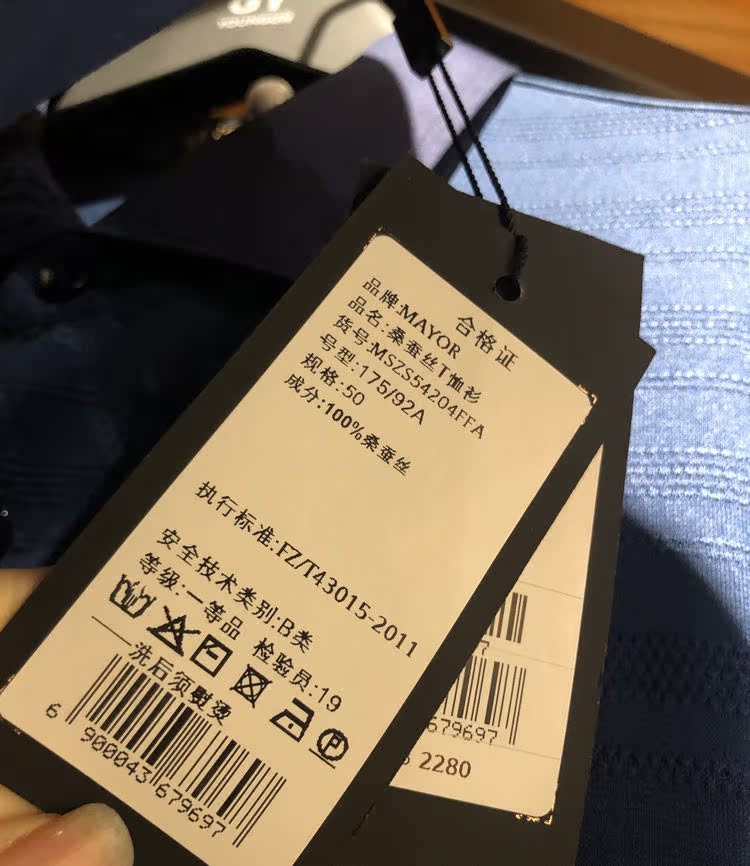 GY
YOUNGOR
合格证
品牌:MAYOR
品名:桑蚕丝T恤衫
货号:MSZS54204FFA
号型:175/92A
规格:50
成分:100%桑蚕丝
执行标准:FZ/T43015-2011
安全技术类别:B类
等级:一等品 检验员:19
P
洗后须熨烫
6 900043 679697
7
679697
2280